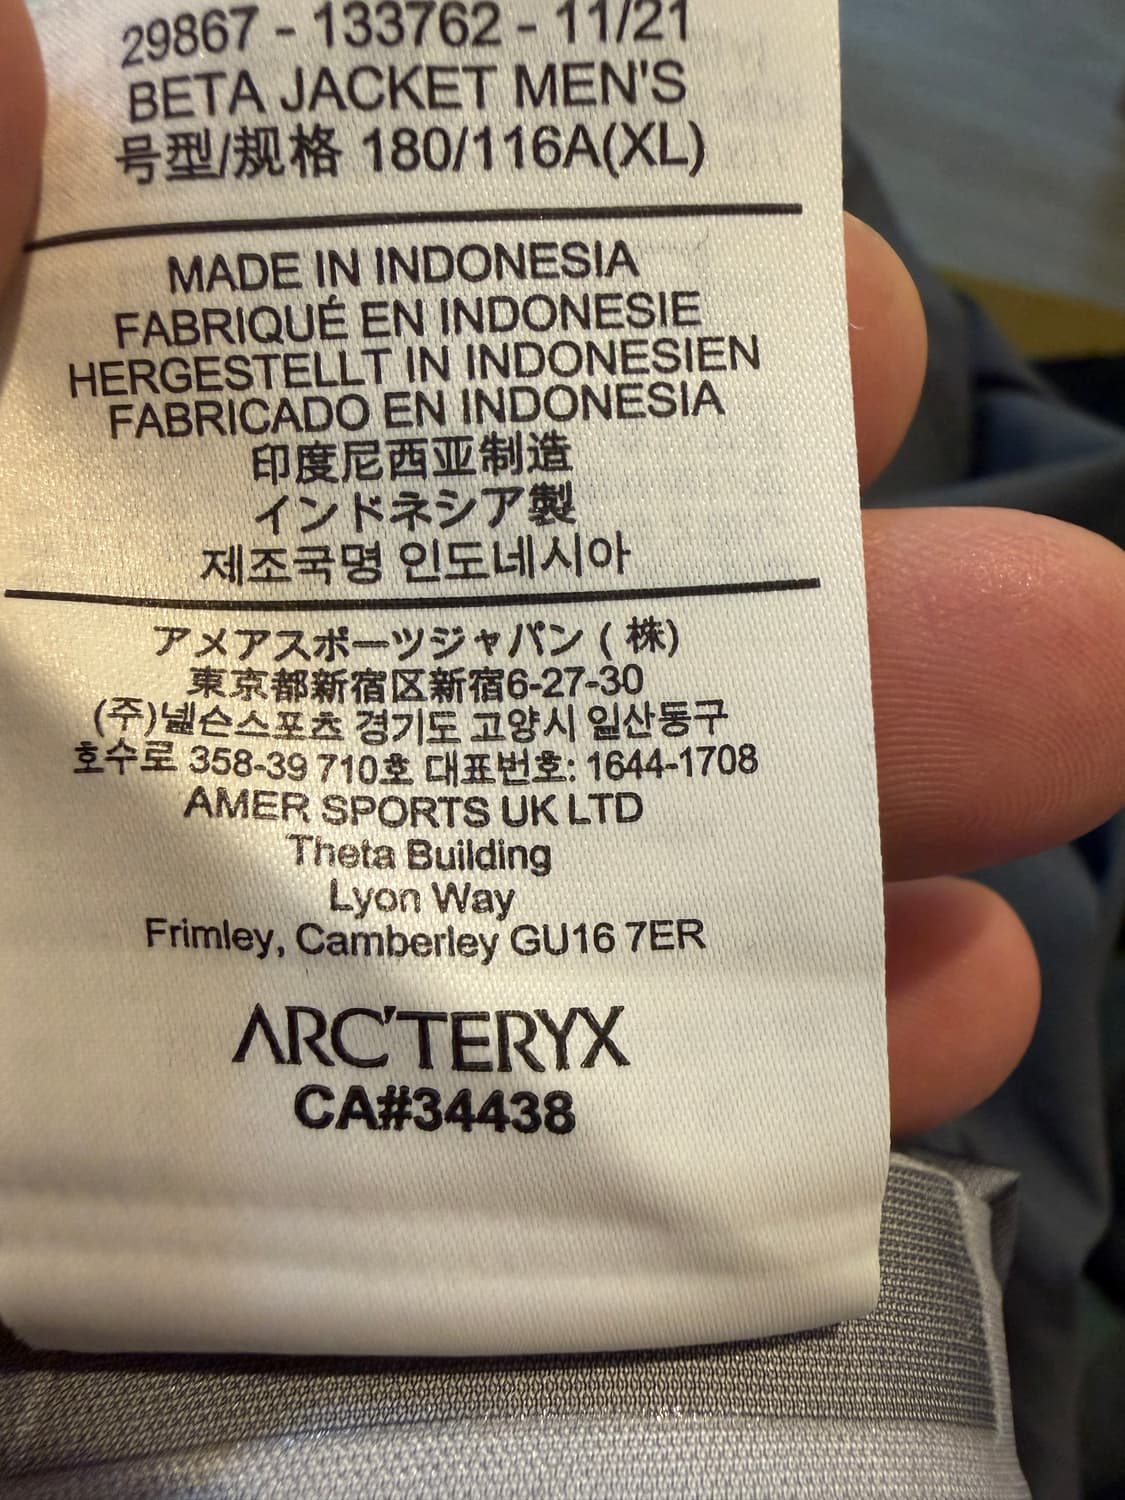 29867 - 133762 - 11/21
BETA JACKET MEN'S
号型/规格 180/116A(XL)
MADE IN INDONESIA
FABRIQUÉ EN INDONESIE
HERGESTELLT IN INDONESIEN
FABRICADO EN INDONESIA
印度尼西亚制造
インドネシア製
제조국명 인도네시아
アメアスポーツジャパン ( 株)
東京都新宿区新宿6-27-30
(주)넬슨스포츠 경기도 고양시 일산동구
호수로 358-39 710호 대표번호: 1644-1708
AMER SPORTS UK LTD
Theta Building
Lyon Way
Frimley, Camberley GU16 7ER
ARC'TERYX
CA#34438